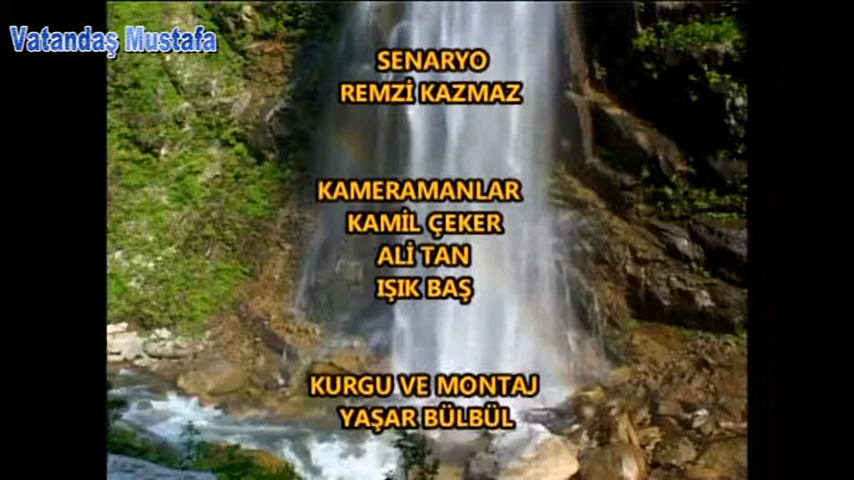 Vatandaş Mustafa
SENARYO
REMZİ KAZMAZ
KAMERAMANLAR
KAMİL ÇEKER
ALİ TAN
IŞIK BAŞ
KURGU VE MONTAJ
YAŞAR BÜLBÜL